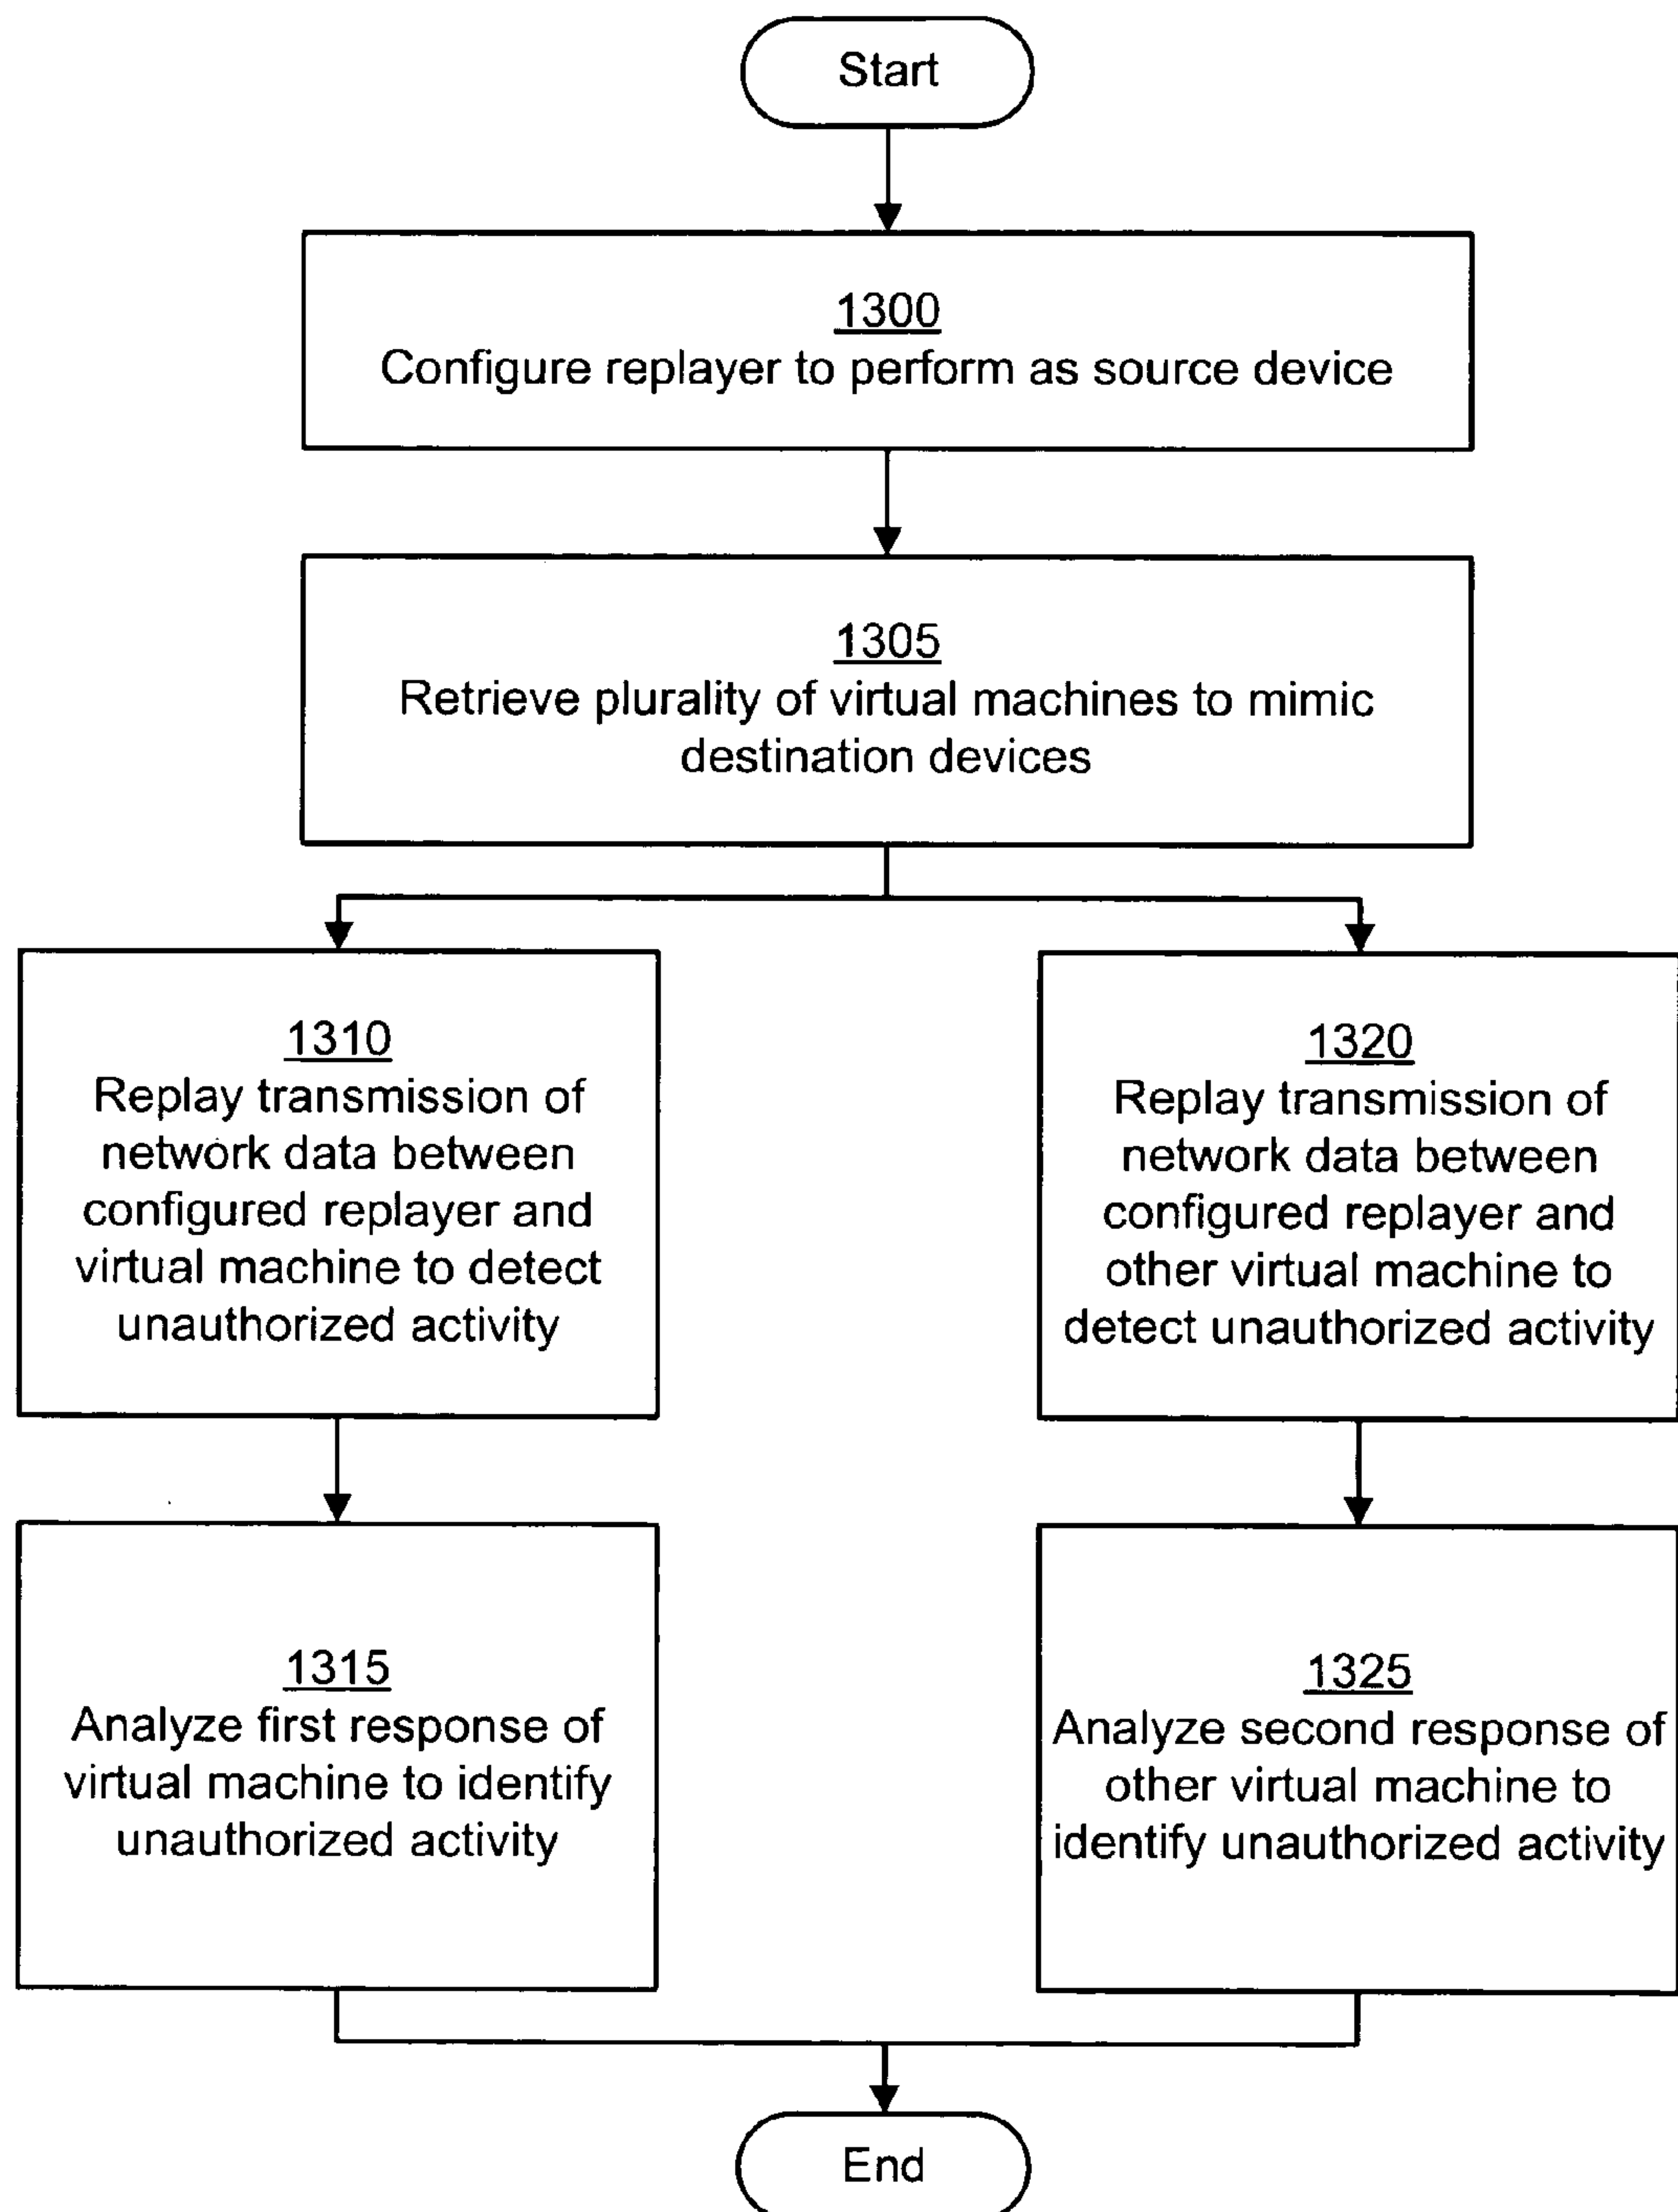 Start
1300
Configure replayer to perform as source device
1305
Retrieve plurality of virtual machines to mimic
destination devices
1310
Replay transmission of
network data between
configured replayer and
virtual machine to detect
unauthorized activity
1320
Replay transmission of
network data between
configured replayer and
other virtual machine to
detect unauthorized activity
1315
Analyze first response of
virtual machine to identify
unauthorized activity
1325
Analyze second response of
other virtual machine to
identify unauthorized activity
End